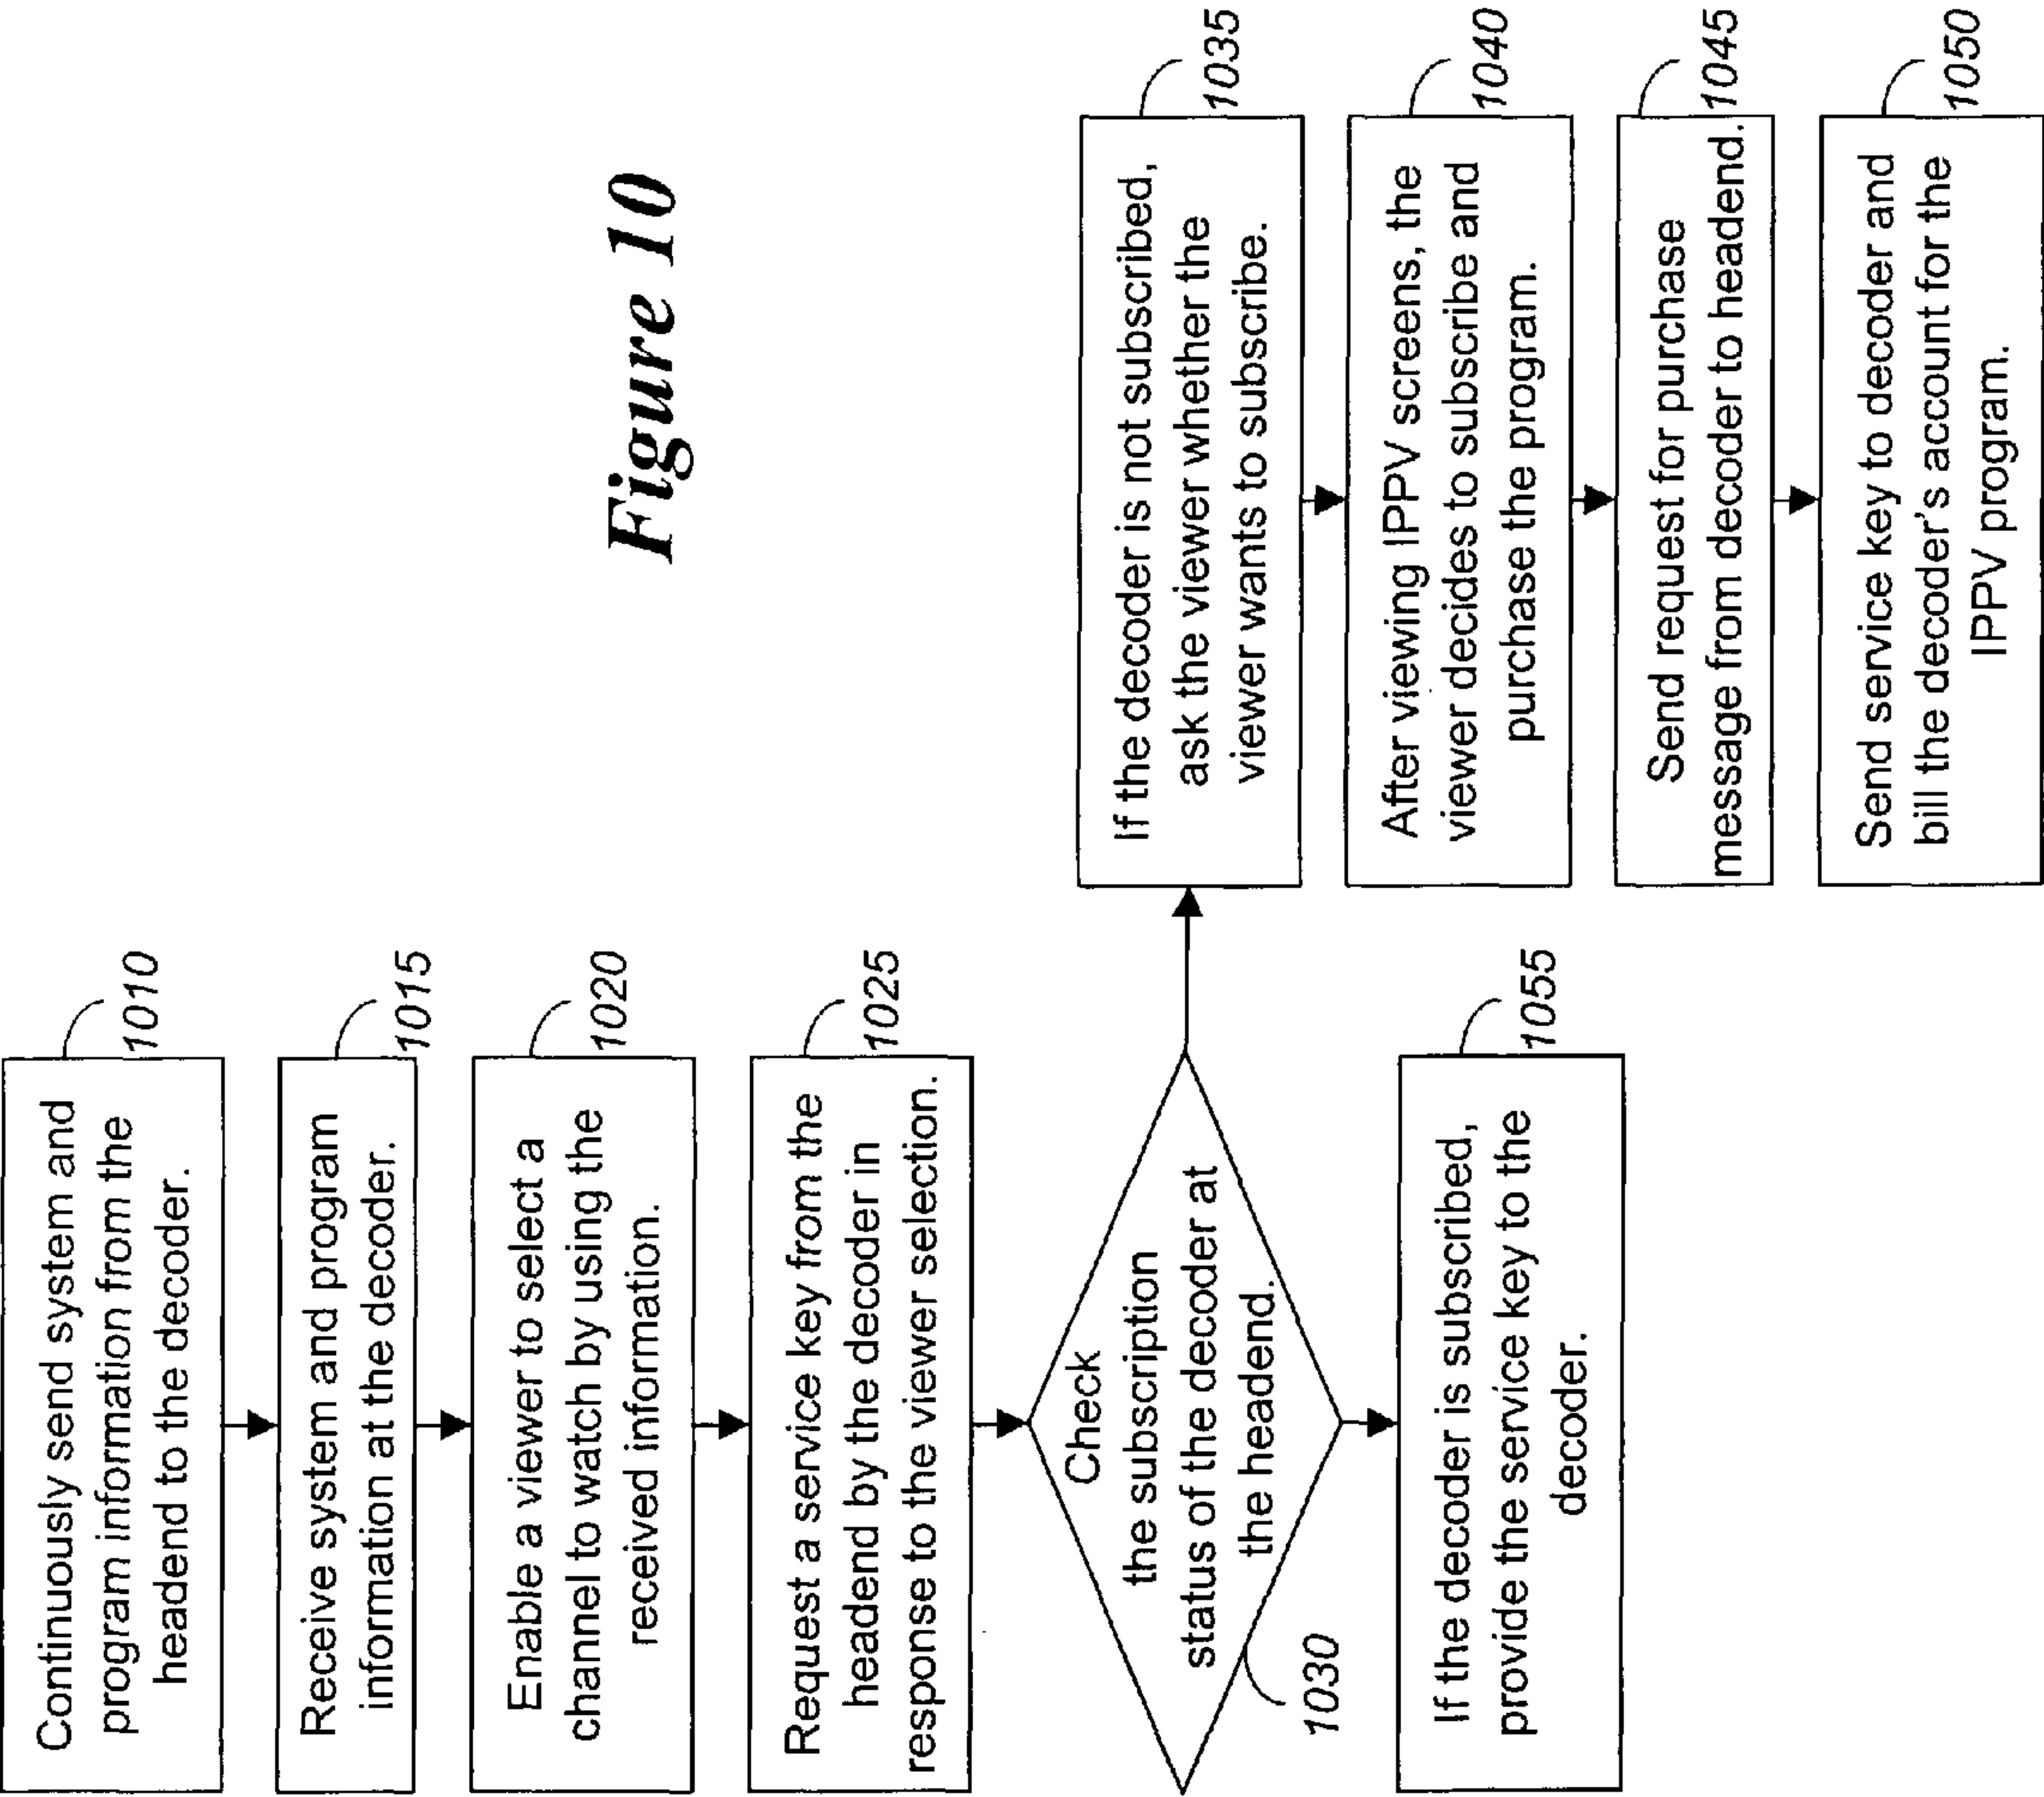 Continuously send system and
program information from the
headend to the decoder.
1010
Receive system and program
information at the decoder.
1015
Enable a viewer to select a
channel to watch by using the
received information.
1020
Request a service key from the
headend by the decoder in
response to the viewer selection.
1025
Check
the subscription
status of the decoder at
the headend.
1030
If the decoder is subscribed,
provide the service key to the
decoder.
1055
If the decoder is not subscribed,
ask the viewer whether the
viewer wants to subscribe.
1035
After viewing IPPV screens, the
viewer decides to subscribe and
purchase the program.
1040
Send request for purchase
message from decoder to headend.
1045
Send service key to decoder and
bill the decoder's account for the
IPPV program.
1050
Figure 10